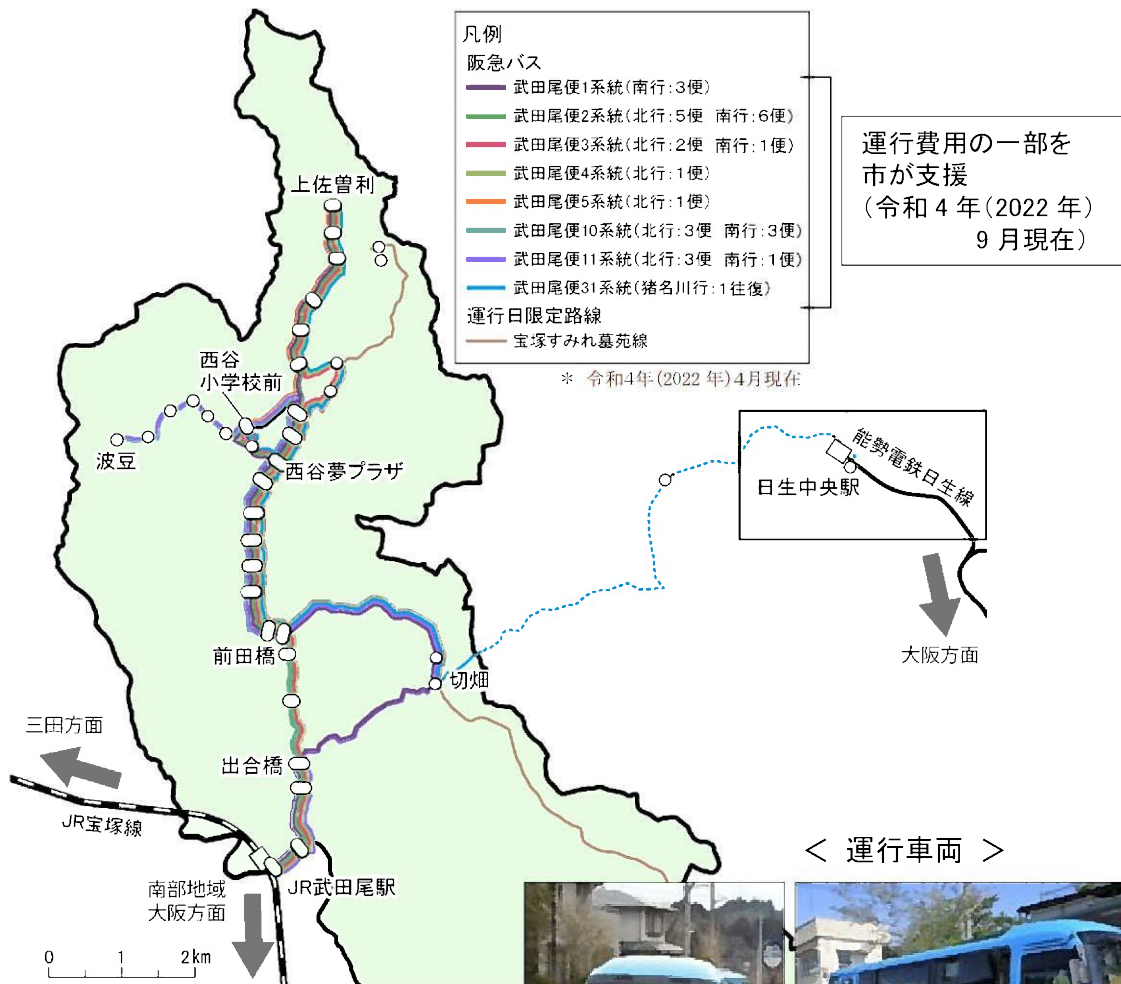 凡例
阪急バス
武田尾便1系統(南行:3便)
武田尾便2系統(北行:5便 南行:6便)
武田尾便3系統(北行:2便 南行:1便)
武田尾便4系統(北行:1便)
武田尾便5系統(北行:1便)
武田尾便10系統(北行:3便 南行:3便)
武田尾便11系統(北行:3便 南行:1便)
武田尾便31系統(猪名川行:1往復)
運行日限定路線
宝塚すみれ墓苑線
* 令和4年(2022年)4月現在
運行費用の一部を
市が支援
(令和4年(2022年)
9月現在)
上佐曽利
西谷
小学校前
波豆
西谷夢プラザ
能勢電鉄日生線
日生中央駅
大阪方面
前田橋
切畑
三田方面
出合橋
JR宝塚線
JR武田尾駅
南部地域
大阪方面
0 1 2km
< 運行車両 >